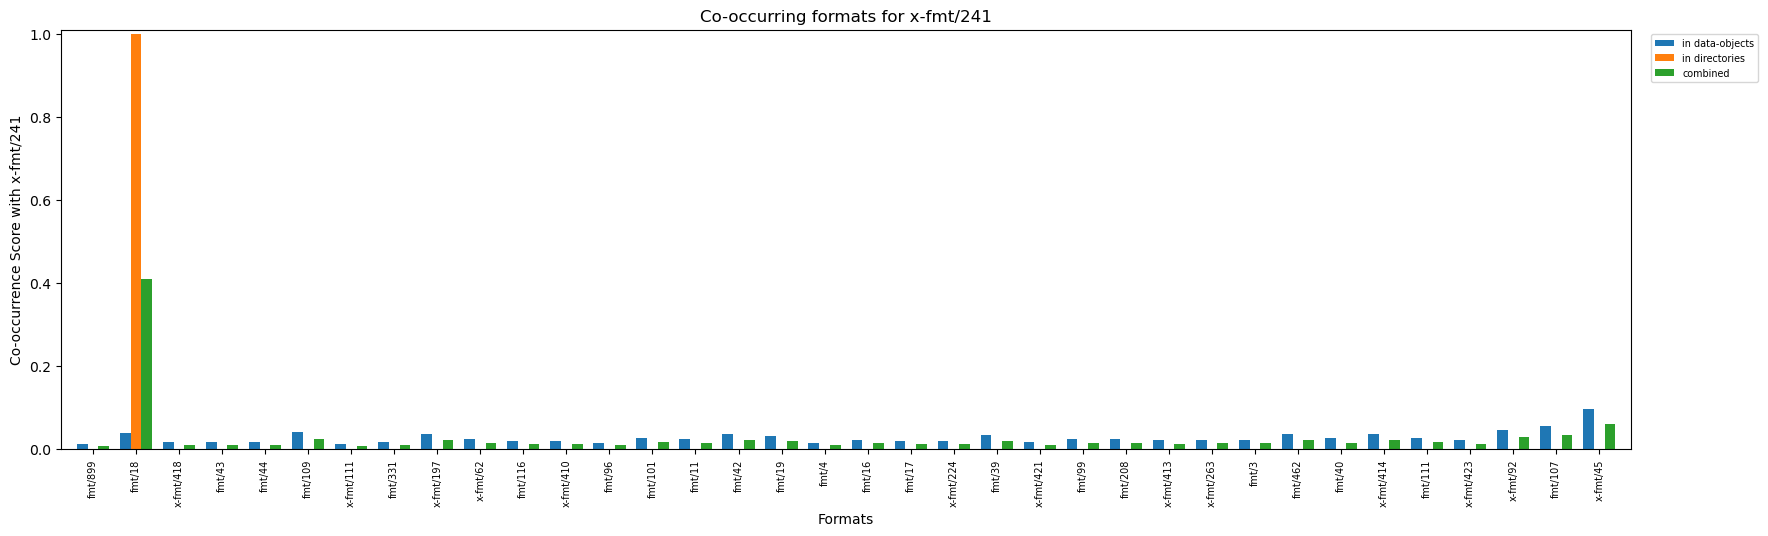 Co-occurring formats for x-fmt/241
in data-objects
in directories
combined
Co-occurrence Score with x-fmt/241
1.0
0.8
0.6
0.4
0.2
0.0
fmt/899
fmt/18
x-fmt/418
fmt/43
fmt/44
fmt/109
x-fmt/111
fmt/331
x-fmt/197
x-fmt/62
fmt/116
x-fmt/410
fmt/96
fmt/101
fmt/11
fmt/42
fmt/19
fmt/4
fmt/16
fmt/17
x-fmt/224
fmt/39
x-fmt/421
fmt/99
fmt/208
x-fmt/413
x-fmt/263
fmt/3
fmt/462
fmt/40
x-fmt/414
fmt/111
x-fmt/423
x-fmt/92
fmt/107
x-fmt/45
Formats